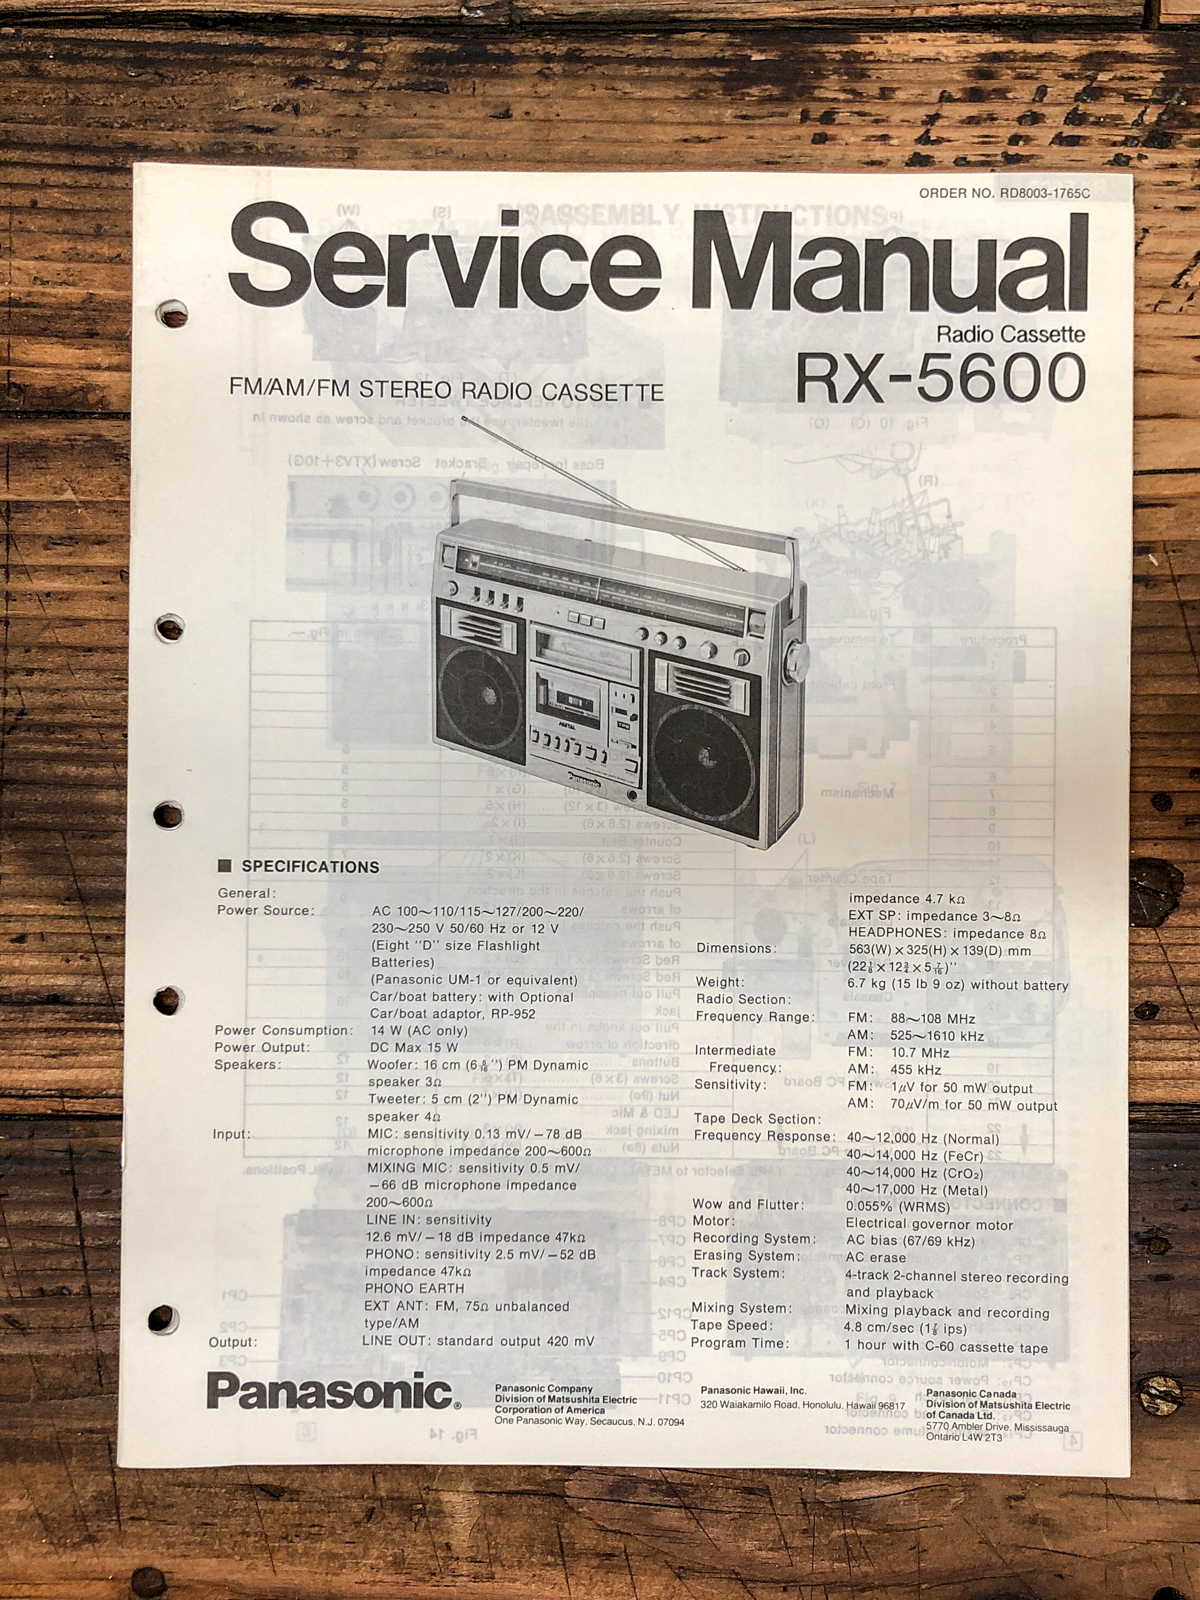 ORDER NO. RD8003-1765C
Service Manual
Radio Cassette
RX-5600
FM/AM/FM STEREO RADIO CASSETTE
Panasonic
■ SPECIFICATIONS
General:
Power Source: AC 100~110/115~127/200~220/
230~250 V 50/60 Hz or 12 V
(Eight "D" size Flashlight
Batteries)
(Panasonic UM-1 or equivalent)
Car/boat battery: with Optional
Car/boat adaptor, RP-952
Power Consumption: 14 W (AC only)
Power Output: DC Max 15 W
Speakers: Woofer: 16 cm (6 5/16") PM Dynamic
speaker 3Ω
Tweeter: 5 cm (2") PM Dynamic
speaker 4Ω
Input: MIC: sensitivity 0.13 mV/−78 dB
microphone impedance 200~600Ω
MIXING MIC: sensitivity 0.5 mV/
−66 dB microphone impedance
200~600Ω
LINE IN: sensitivity
12.6 mV/−18 dB impedance 47kΩ
PHONO: sensitivity 2.5 mV/−52 dB
impedance 47kΩ
PHONO EARTH
EXT ANT: FM, 75Ω unbalanced
type/AM
Output: LINE OUT: standard output 420 mV
impedance 4.7 kΩ
EXT SP: impedance 3~8Ω
HEADPHONES: impedance 8Ω
Dimensions: 563(W)×325(H)×139(D) mm
(22⅛×12¾×5 7/16)"
Weight: 6.7 kg (15 lb 9 oz) without battery
Radio Section:
Frequency Range: FM: 88~108 MHz
AM: 525~1610 kHz
Intermediate FM: 10.7 MHz
Frequency: AM: 455 kHz
Sensitivity: FM: 1μV for 50 mW output
AM: 70μV/m for 50 mW output
Tape Deck Section:
Frequency Response: 40~12,000 Hz (Normal)
40~14,000 Hz (FeCr)
40~14,000 Hz (CrO₂)
40~17,000 Hz (Metal)
Wow and Flutter: 0.055% (WRMS)
Motor: Electrical governor motor
Recording System: AC bias (67/69 kHz)
Erasing System: AC erase
Track System: 4-track 2-channel stereo recording
and playback
Mixing System: Mixing playback and recording
Tape Speed: 4.8 cm/sec (1⅞ ips)
Program Time: 1 hour with C-60 cassette tape
Panasonic®
Panasonic Company
Division of Matsushita Electric
Corporation of America
One Panasonic Way, Secaucus, N.J. 07094
Panasonic Hawaii, Inc.
320 Waiakamilo Road, Honolulu, Hawaii 96817
Panasonic Canada
Division of Matsushita Electric
of Canada Ltd.
5770 Ambler Drive, Mississauga
Ontario L4W 2T3